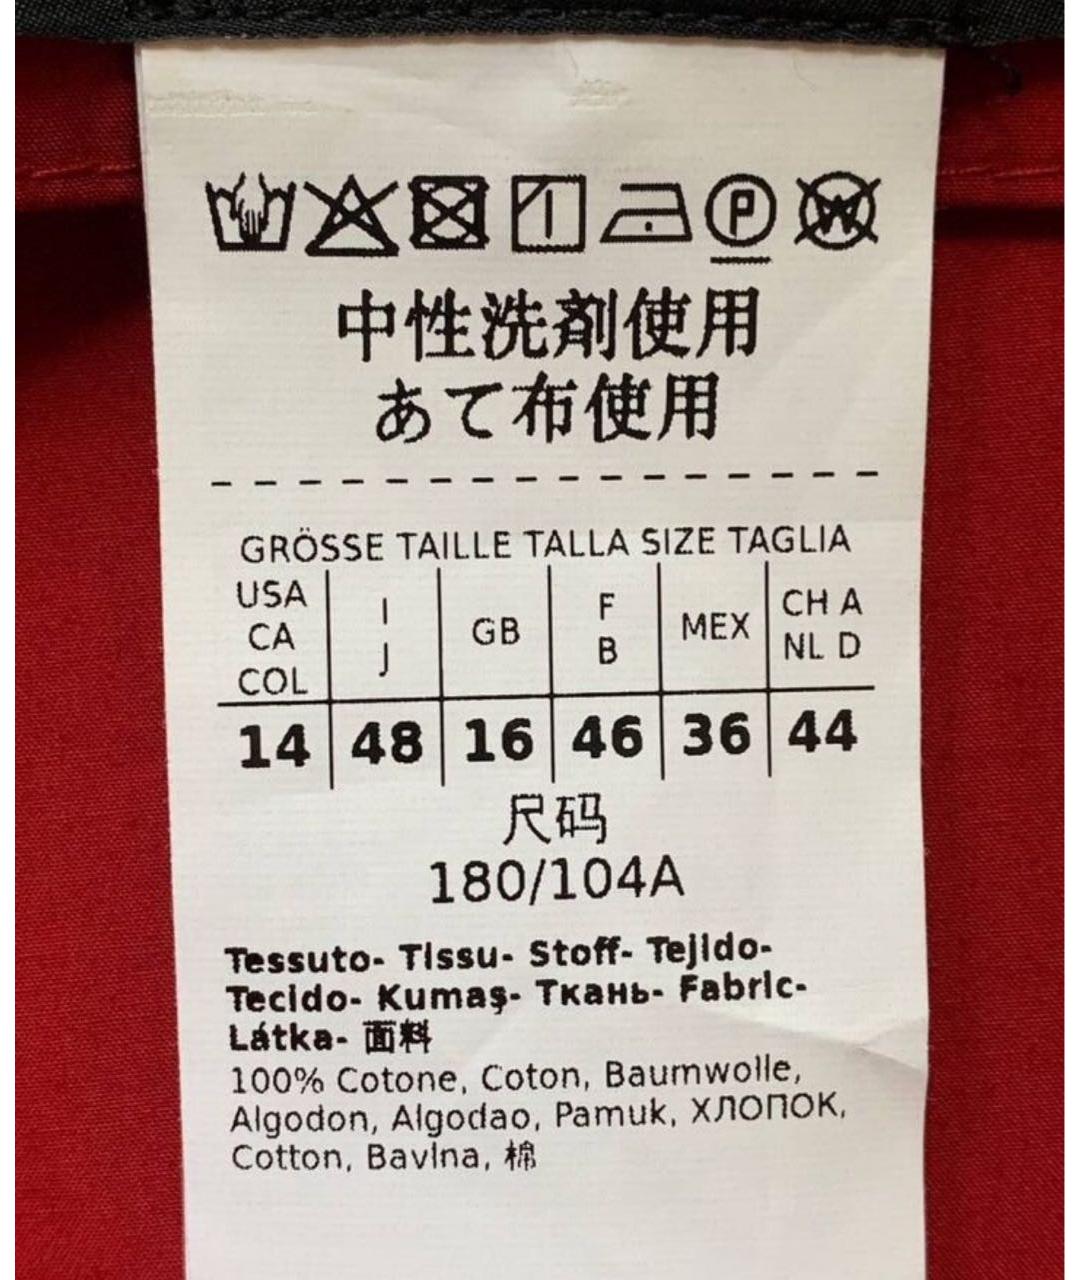 P W
中性洗剤使用
あて布使用
GRÖSSE TAILLE TALLA SIZE TAGLIA
USA CA COL | I J | GB | F B | MEX | CH A NL D
14 | 48 | 16 | 46 | 36 | 44
尺码
180/104A
Tessuto- Tissu- Stoff- Tejido-
Tecido- Kumaş- Ткань- Fabric-
Látka- 面料
100% Cotone, Coton, Baumwolle,
Algodon, Algodao, Pamuk, ХЛОПОК,
Cotton, Bavlna, 棉